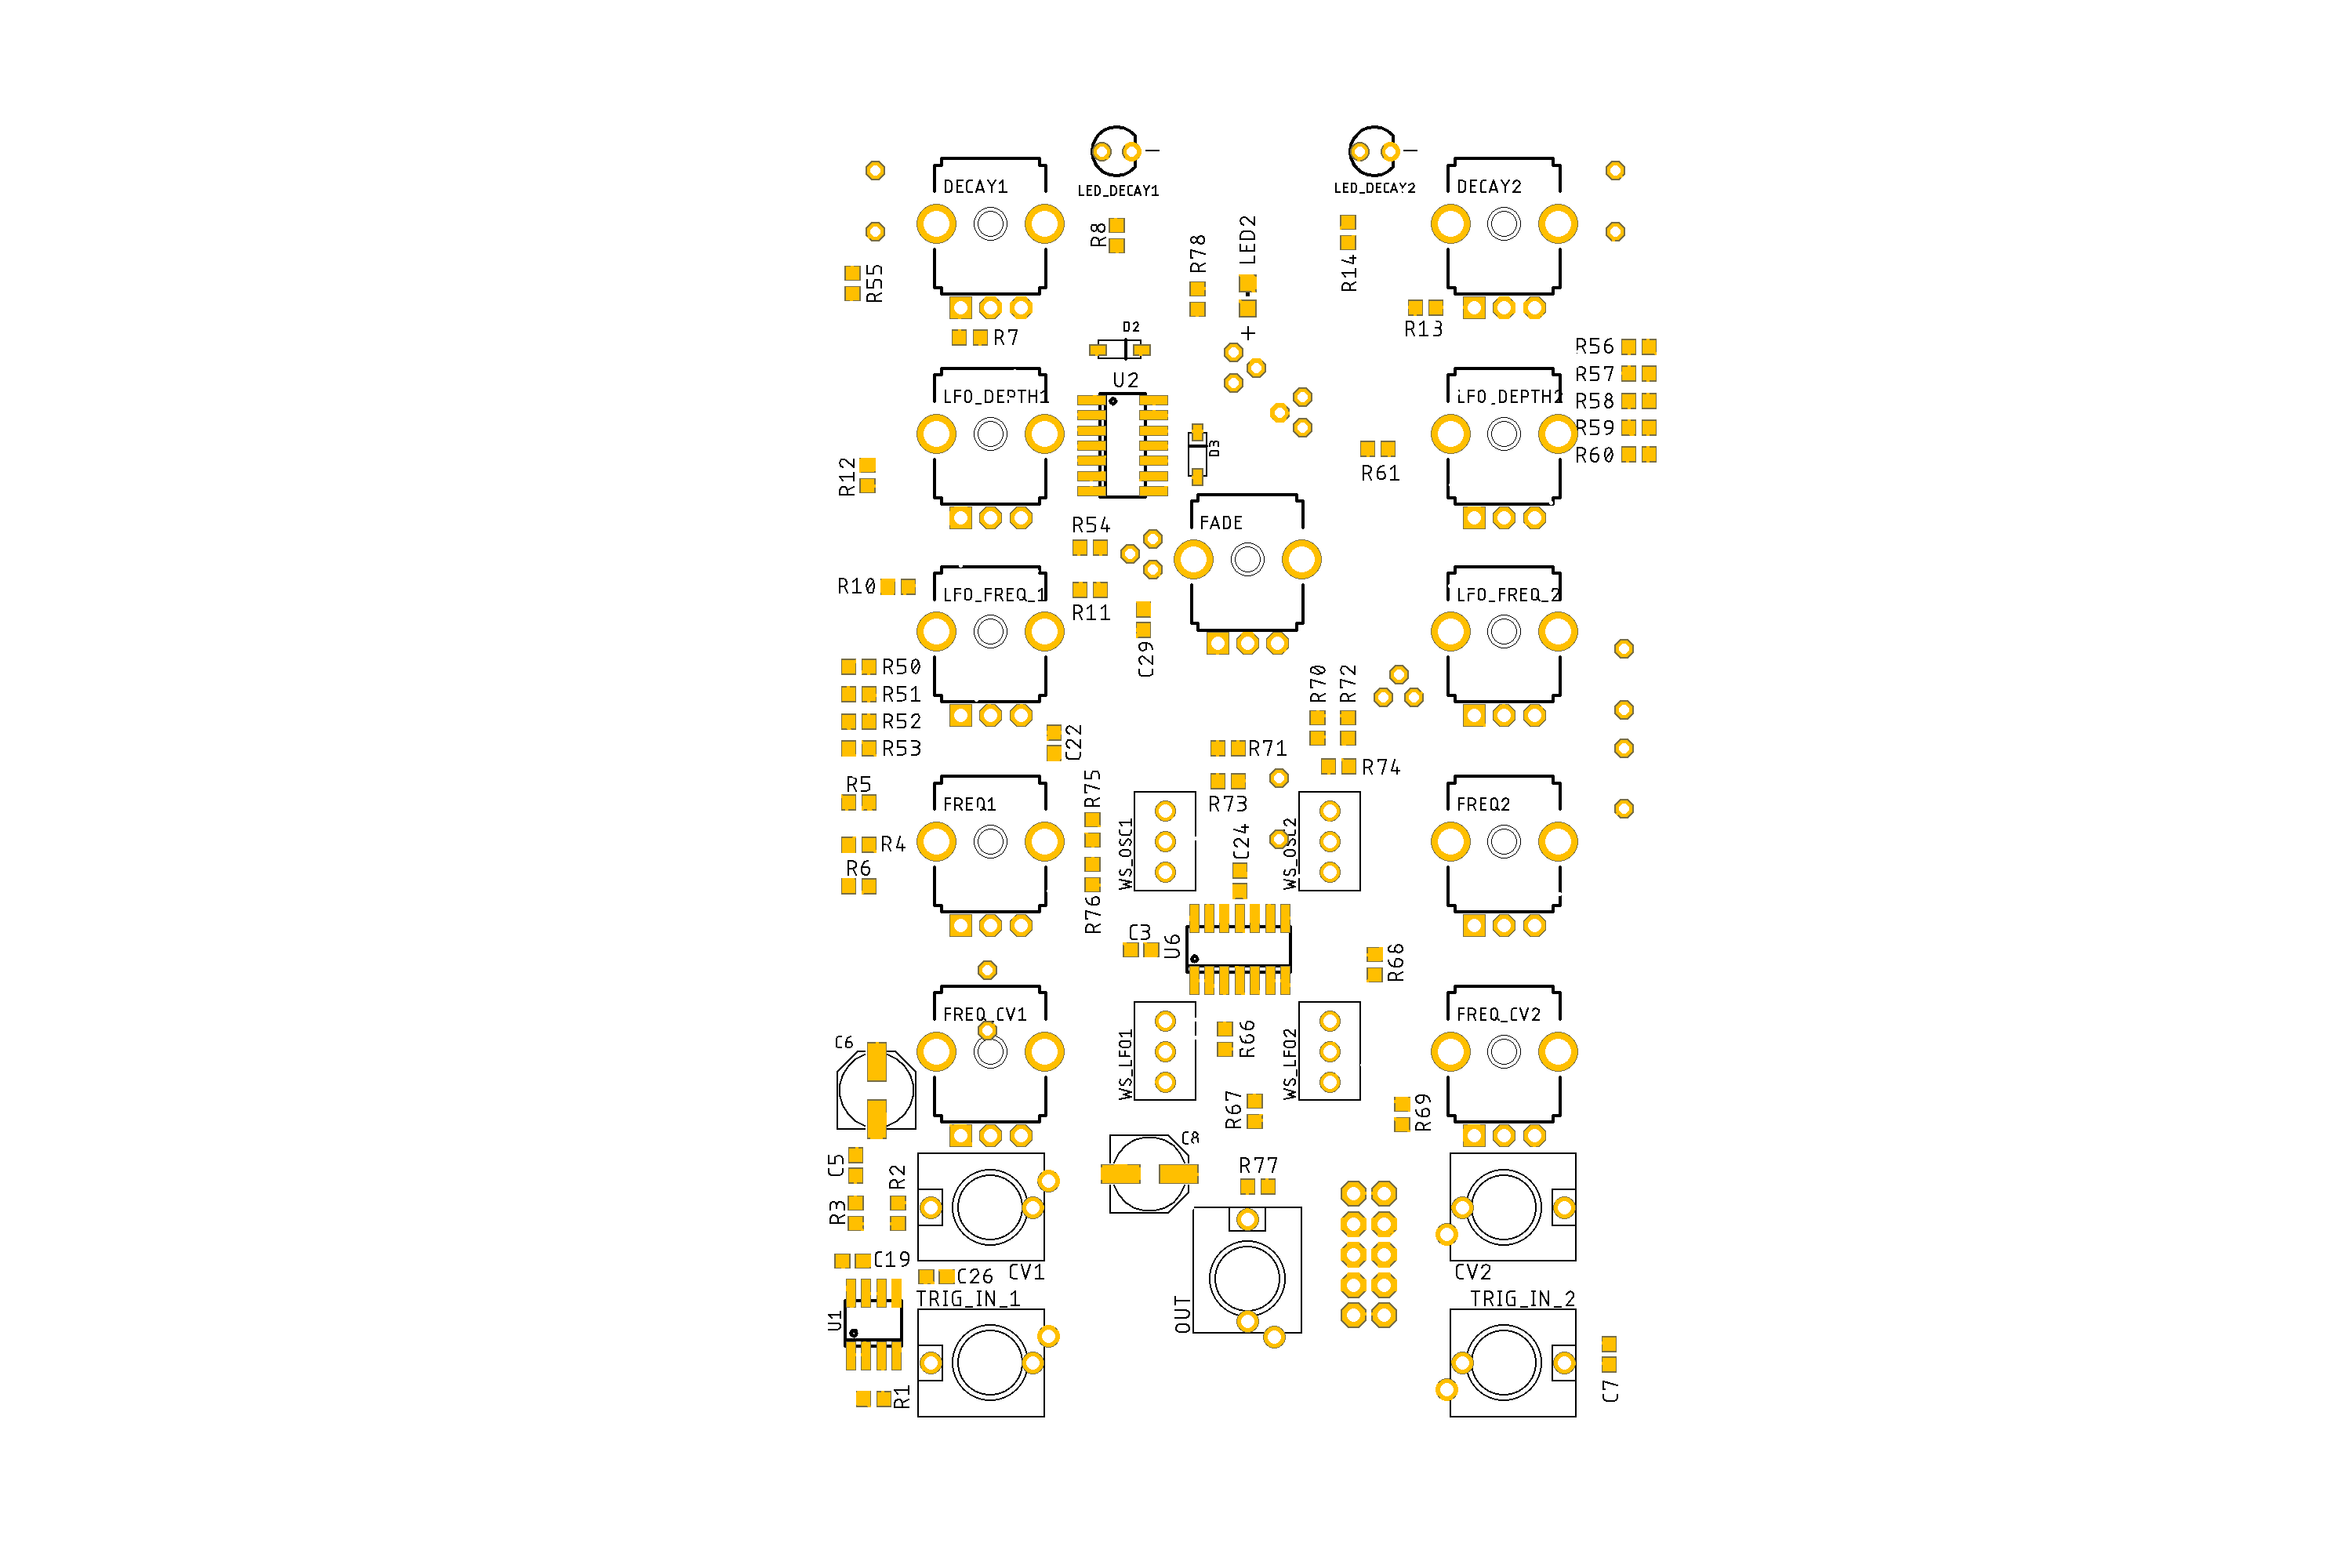 LED_DECAY1
LED_DECAY2
DECAY1
DECAY2
R8
R78
LED2
R14
R55
R13
R7
D2
+
R56
U2
R57
LFO_DEPTH1
LFO_DEPTH2
R58
R59
D3
R60
R61
R12
R54
FADE
R10
LFO_FREQ_1
LFO_FREQ_2
R11
C29
R50
R70
R72
R51
R52
R53
C22
R71
R74
R5
R75
FREQ1
R73
FREQ2
R4
WS_OSC1
C24
WS_OSC2
R6
R76
C3
U6
R66
FREQ_CV1
FREQ_CV2
C6
WS_LFO1
R66
WS_LFO2
R67
R69
C8
C5
R2
R77
R3
C19
C26
CV1
CV2
TRIG_IN_1
TRIG_IN_2
U1
OUT
R1
C7